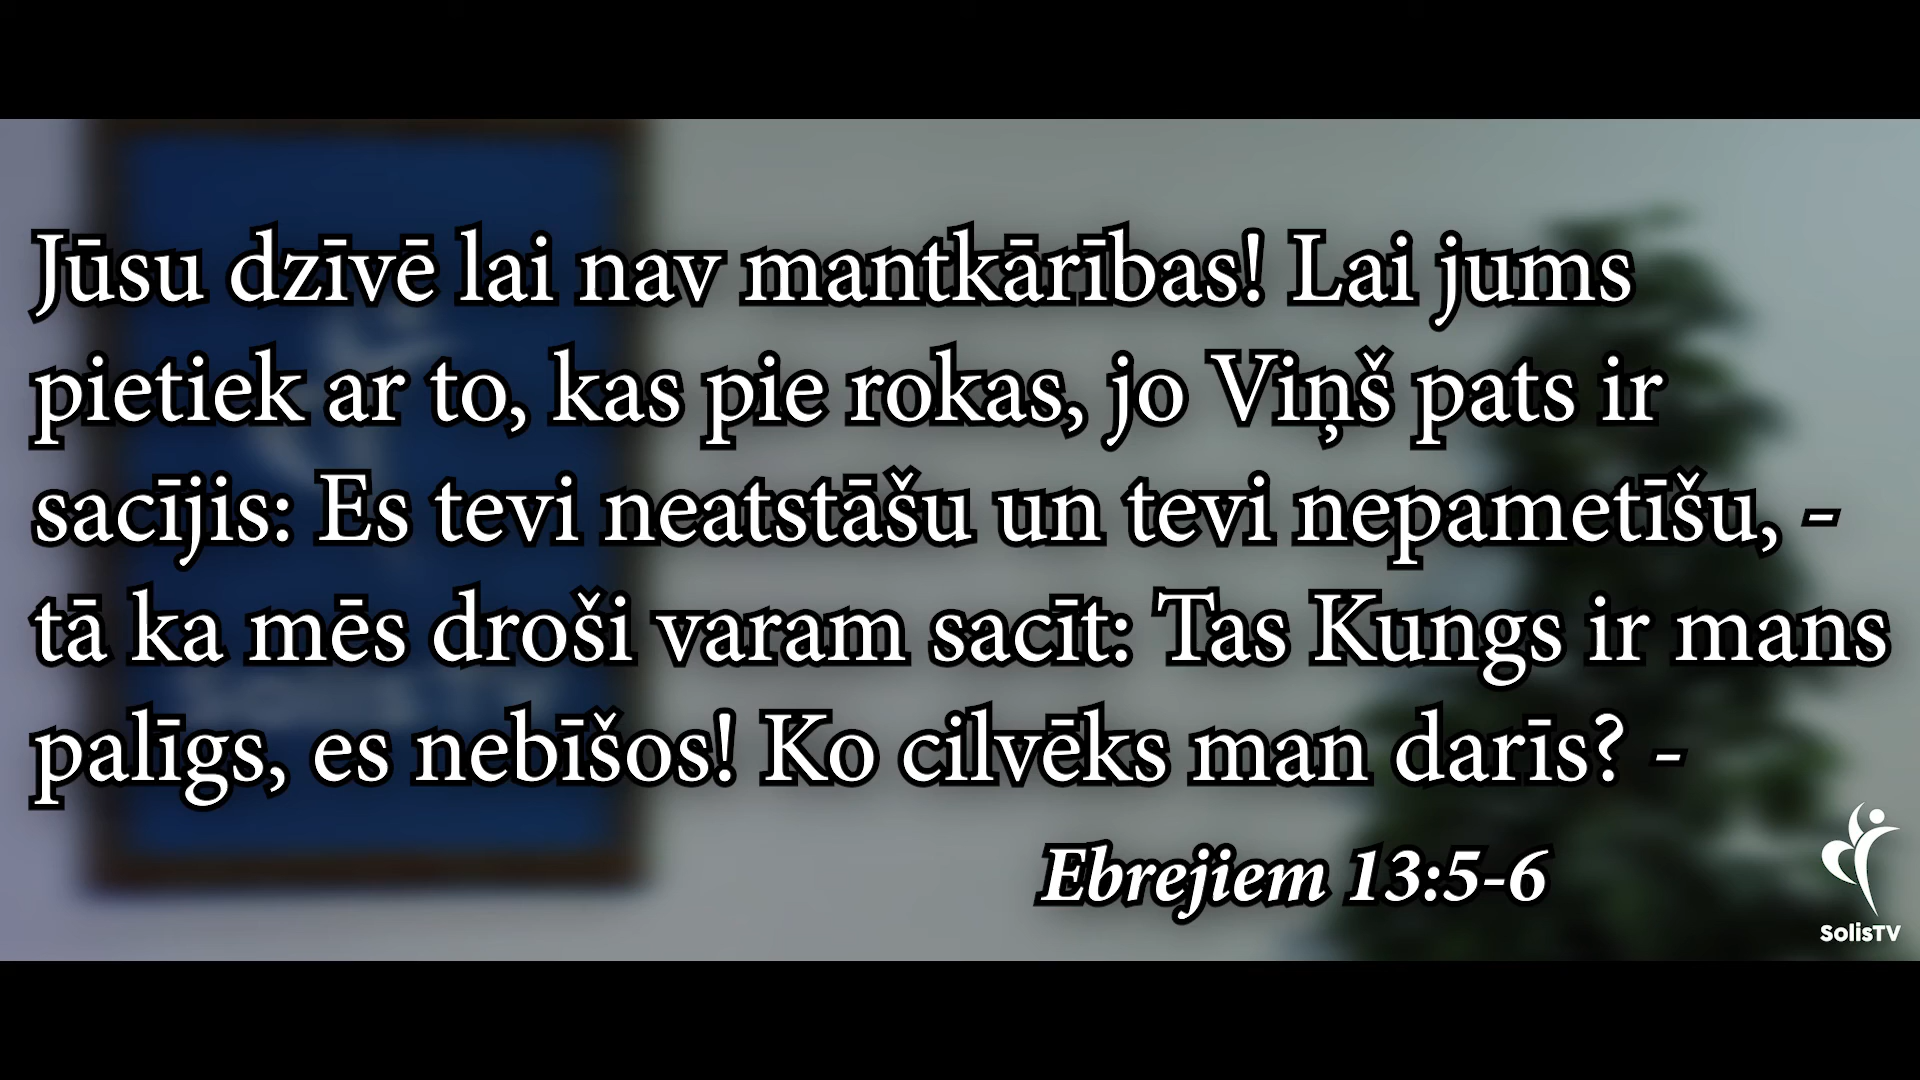 Jūsu dzīvē lai nav mantkārības! Lai jums
pietiek ar to, kas pie rokas, jo Viņš pats ir
sacījis: Es tevi neatstāšu un tevi nepametīšu, -
tā ka mēs droši varam sacīt: Tas Kungs ir mans
palīgs, es nebīšos! Ko cilvēks man darīs? -
Ebrejiem 13:5-6
SolisTV